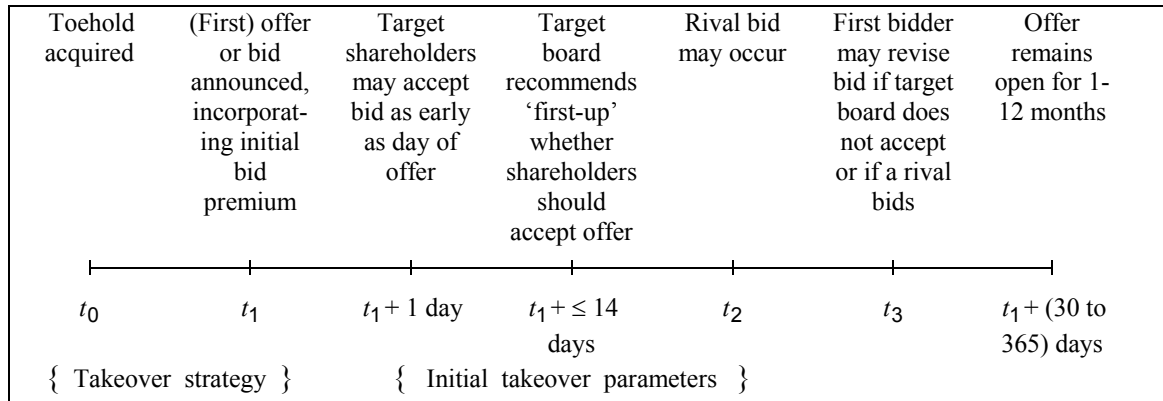 Toehold
acquired
(First) offer
or bid
announced,
incorporat-
ing initial
bid
premium
Target
shareholders
may accept
bid as early
as day of
offer
Target
board
recommends
‘first-up’
whether
shareholders
should
accept offer
Rival bid
may occur
First bidder
may revise
bid if target
board does
not accept
or if a rival
bids
Offer
remains
open for 1-
12 months
t0
t1
t1 + 1 day
t1 + ≤ 14
days
t2
t3
t1 + (30 to
365) days
{ Takeover strategy }
{ Initial takeover parameters }